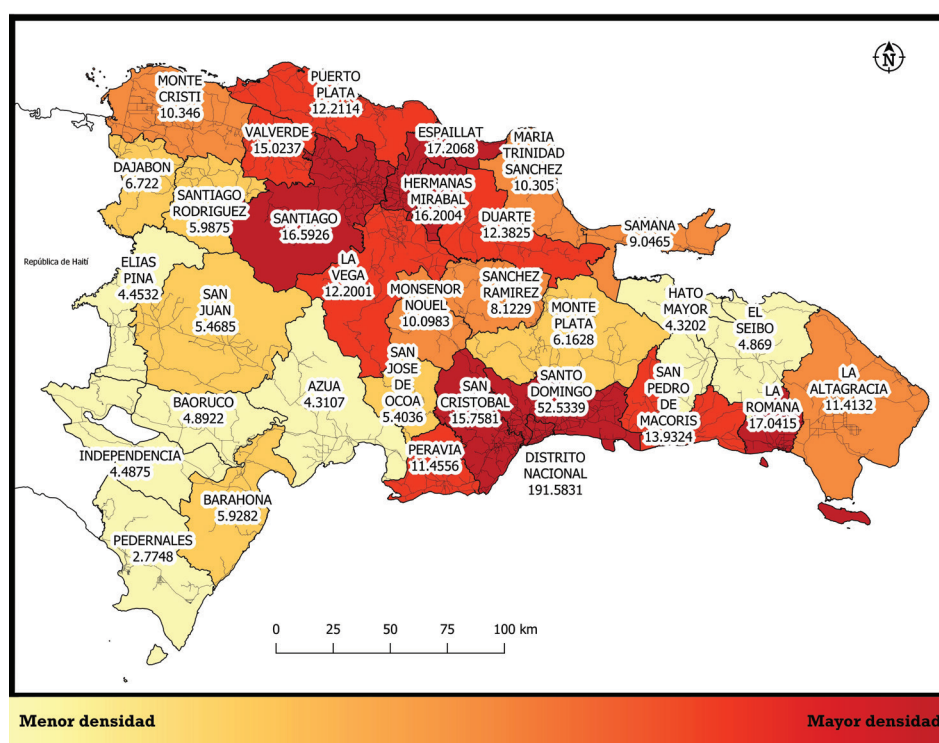 N
MONTE
CRISTI
10.346
PUERTO
PLATA
12.2114
VALVERDE
15.0237
ESPAILLAT
17.2068
MARIA
TRINIDAD
SANCHEZ
10.305
DAJABON
6.722
SANTIAGO
RODRIGUEZ
5.9875
SANTIAGO
16.5926
HERMANAS
MIRABAL
16.2004
DUARTE
12.3825
SAMANA
9.0465
República de Haití
ELIAS
PINA
4.4532
SAN
JUAN
5.4685
LA
VEGA
12.2001
MONSENOR
NOUEL
10.0983
SANCHEZ
RAMIREZ
8.1229
MONTE
PLATA
6.1628
HATO
MAYOR
4.3202
EL
SEIBO
4.869
LA
ALTAGRACIA
11.4132
BAORUCO
4.8922
AZUA
4.3107
SAN
JOSE
DE
OCOA
5.4036
SAN
CRISTOBAL
15.7581
SANTO
DOMINGO
52.5339
SAN
PEDRO
DE
MACORIS
13.9324
LA
ROMANA
17.0415
INDEPENDENCIA
4.4875
PERAVIA
11.4556
DISTRITO
NACIONAL
191.5831
BARAHONA
5.9282
PEDERNALES
2.7748
0 25 50 75 100 km
Menor densidad
Mayor densidad